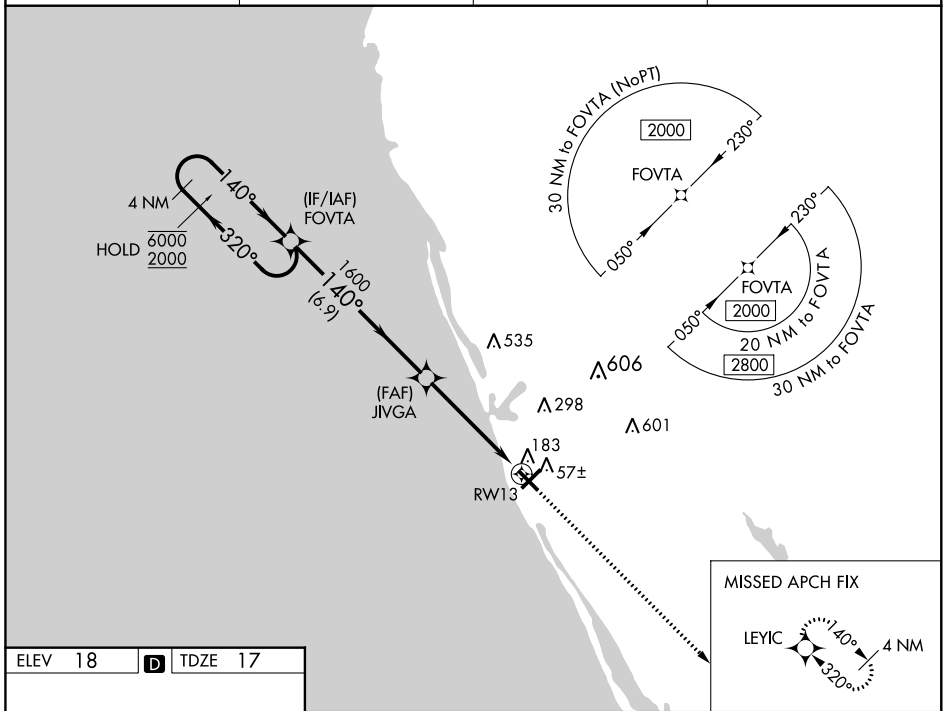 30 NM to FOVTA (NoPT)
2000
230°
FOVTA
050°
140°
4 NM
HOLD 6000
2000
320°
(IF/IAF)
FOVTA
1600
140°
(6.9)
230°
FOVTA
050°
2000
20 NM to FOVTA
2800
30 NM to FOVTA
535
606
(FAF)
JIVGA
298
601
183
57±
RW13
MISSED APCH FIX
LEYIC
140°
4 NM
320°
ELEV 18 D TDZE 17